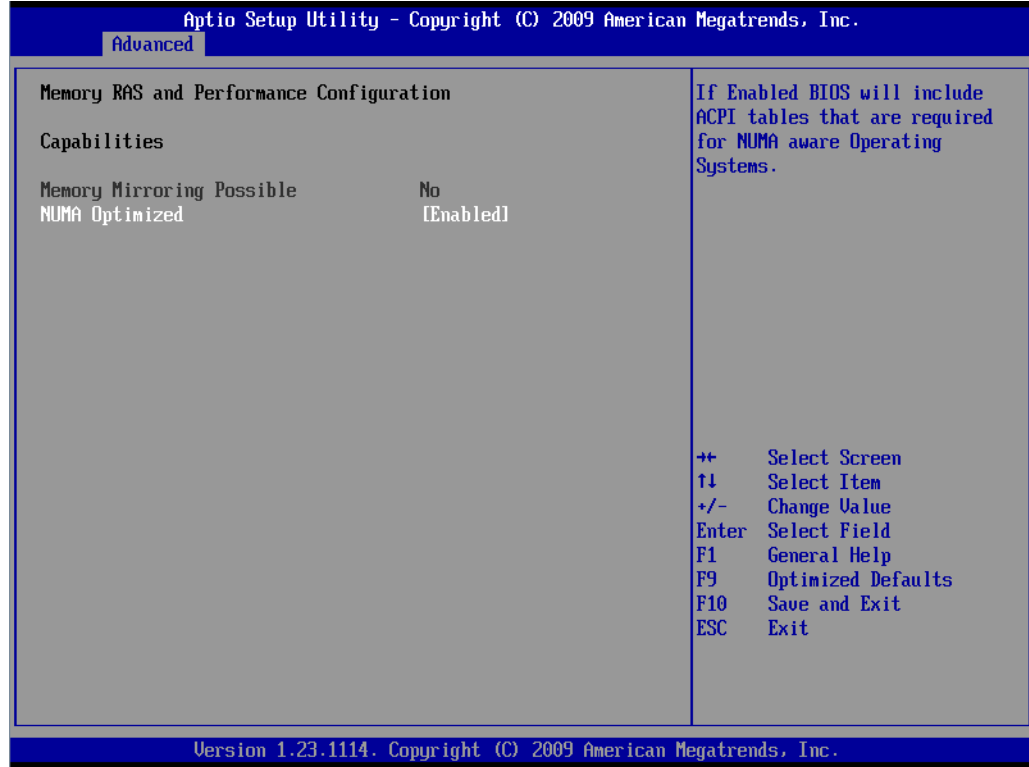 Aptio Setup Utility - Copyright (C) 2009 American Megatrends, Inc.
Advanced
Memory RAS and Performance Configuration
Capabilities
Memory Mirroring Possible No
NUMA Optimized [Enabled]
If Enabled BIOS will include
ACPI tables that are required
for NUMA aware Operating
Systems.
→← Select Screen
↑↓ Select Item
+/- Change Value
Enter Select Field
F1 General Help
F9 Optimized Defaults
F10 Save and Exit
ESC Exit
Version 1.23.1114. Copyright (C) 2009 American Megatrends, Inc.